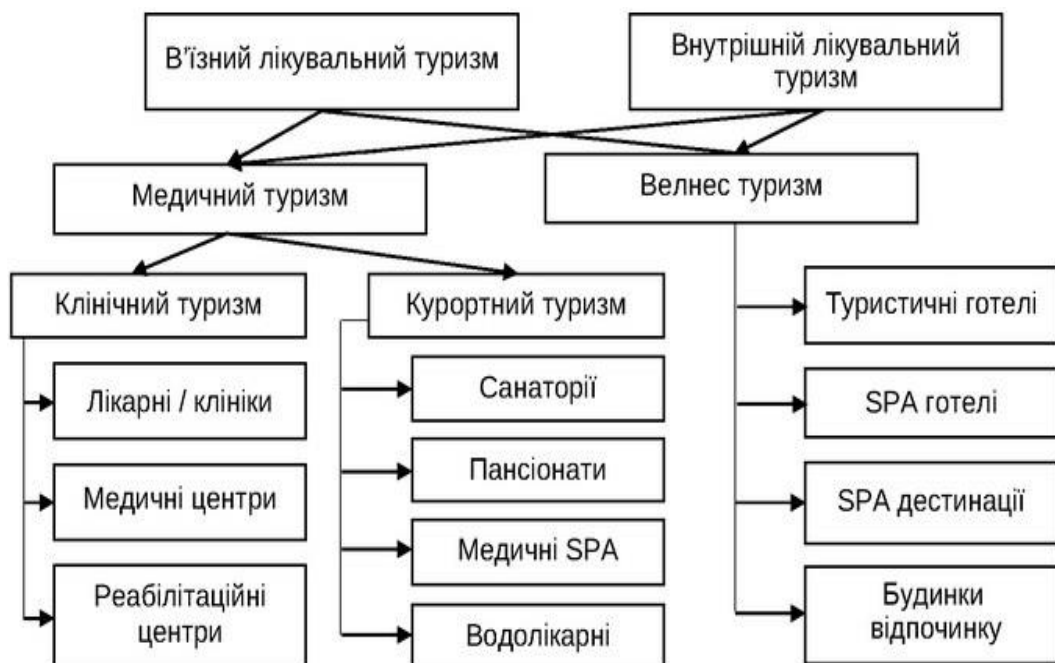 В’їзний лікувальний туризм
Внутрішній лікувальний
туризм
Медичний туризм
Велнес туризм
Клінічний туризм
Курортний туризм
Туристичні готелі
Лікарні / клініки
Санаторії
SPA готелі
Медичні центри
Пансіонати
SPA дестинації
Медичні SPA
Реабілітаційні
центри
Водолікарні
Будинки
відпочинку